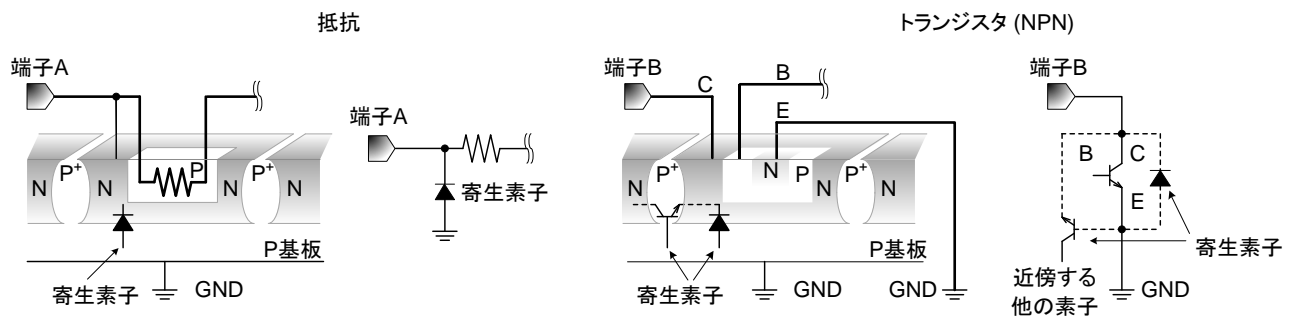 抵抗
トランジスタ (NPN)
端子A
端子A
N
P+
N
P
N
P+
N
寄生素子
P基板
寄生素子
GND
端子B
C
B
E
N
P+
N
P
N
P+
N
P基板
寄生素子
GND
GND
端子B
B
C
E
寄生素子
近傍する
他の素子
GND